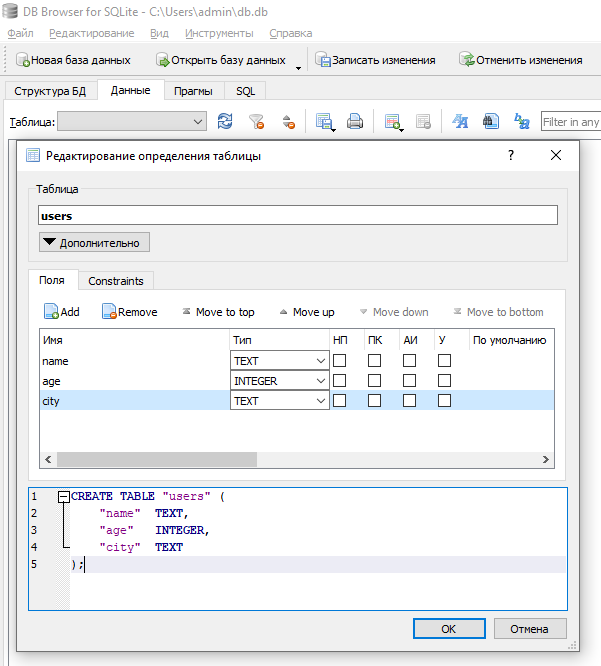 DB Browser for SQLite - C:\Users\admin\db.db
Файл Редактирование Вид Инструменты Справка
Новая база данных Открыть базу данных Записать изменения Отменить изменения
Структура БД Данные Прагмы SQL
Таблица: Filter in any
Редактирование определения таблицы ?
Таблица
users
Дополнительно
Поля Constraints
Add Remove Move to top Move up Move down Move to bottom
Имя Тип НП ПК АИ У По умолчанию
name TEXT
age INTEGER
city TEXT
1 CREATE TABLE "users" (
2 "name" TEXT,
3 "age" INTEGER,
4 "city" TEXT
5 );
OK Отмена